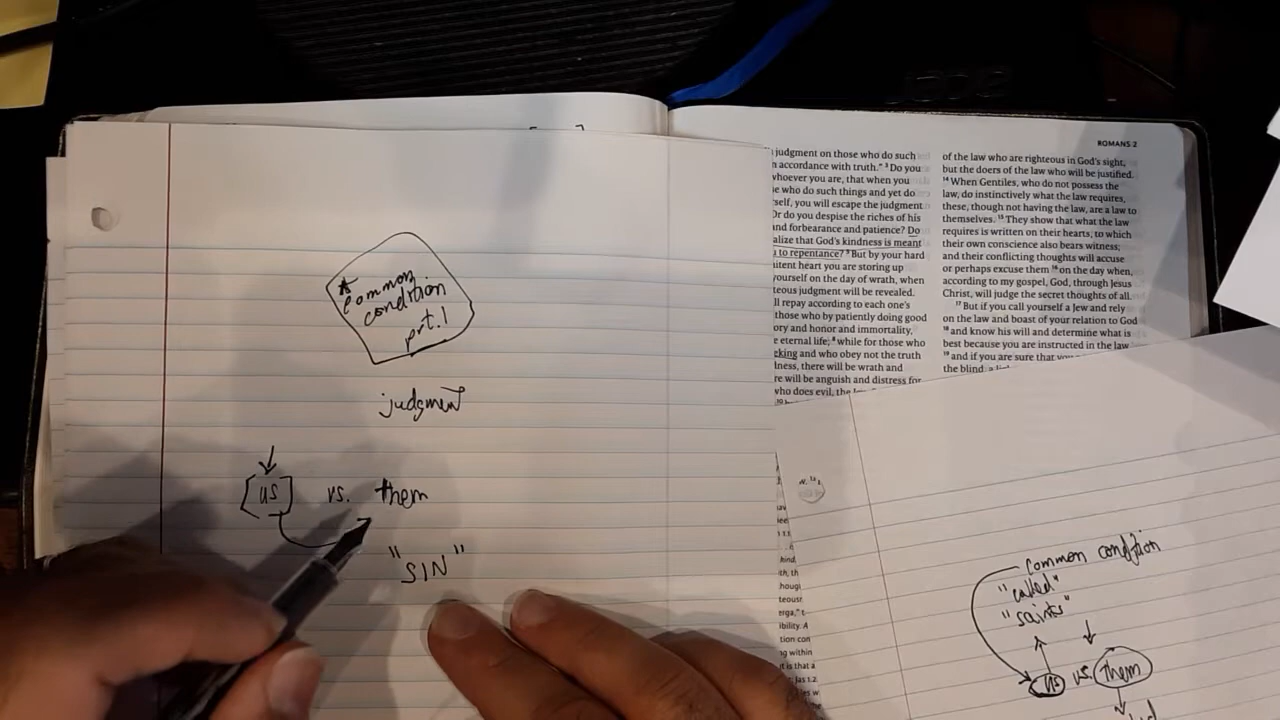 * Common
condition
prt.1
judgment
[us] vs. them
"SIN"
ROMANS 2
judgment on those who do such
accordance with truth." 3 Do you
whoever you are, that when you
who do such things and yet do
self, you will escape the judgment
Or do you despise the riches of his
and forbearance and patience? Do
alize that God's kindness is meant
to repentance? 5 But by your hard
itent heart you are storing up
yourself on the day of wrath, when
teous judgment will be revealed.
ll repay according to each one's
those who by patiently doing good
ory and honor and immortality,
e eternal life; 8 while for those who
eking and who obey not the truth
lness, there will be wrath and
re will be anguish and distress for
who does evil, the
10
of the law who are righteous in God's sight,
but the doers of the law who will be justified.
14 When Gentiles, who do not possess the
law, do instinctively what the law requires,
these, though not having the law, are a law to
themselves. 15 They show that what the law
requires is written on their hearts, to which
their own conscience also bears witness;
and their conflicting thoughts will accuse
or perhaps excuse them 16 on the day when,
according to my gospel, God, through Jesus
Christ, will judge the secret thoughts of all.
17 But if you call yourself a Jew and rely
on the law and boast of your relation to God
18 and know his will and determine what is
best because you are instructed in the law,
19 and if you are sure that
the blind, a
common condition
"called"
"saints"
us vs. them